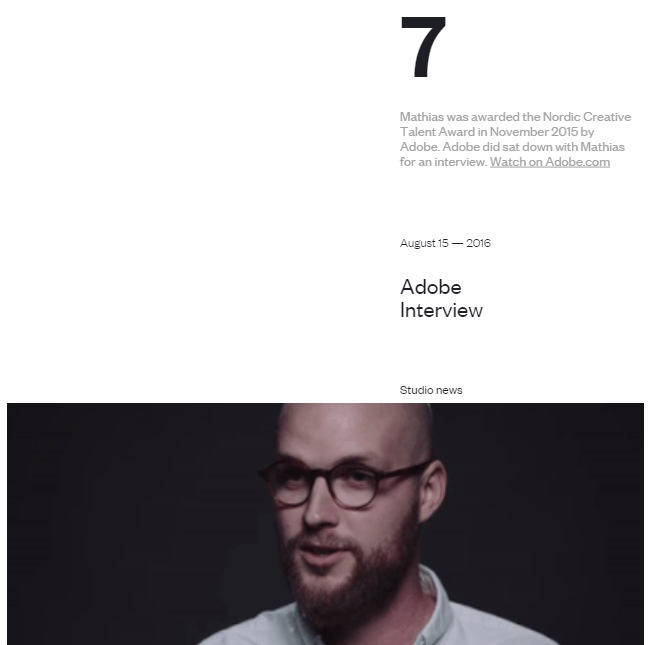 7
Mathias was awarded the Nordic Creative
Talent Award in November 2015 by
Adobe. Adobe did sat down with Mathias
for an interview. Watch on Adobe.com
August 15 — 2016
Adobe
Interview
Studio news